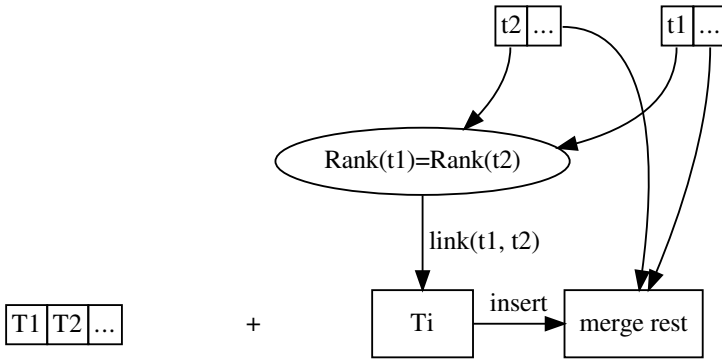 t2 ...
t1 ...
Rank(t1)=Rank(t2)
link(t1, t2)
T1 T2 ...
+
Ti
insert
merge rest